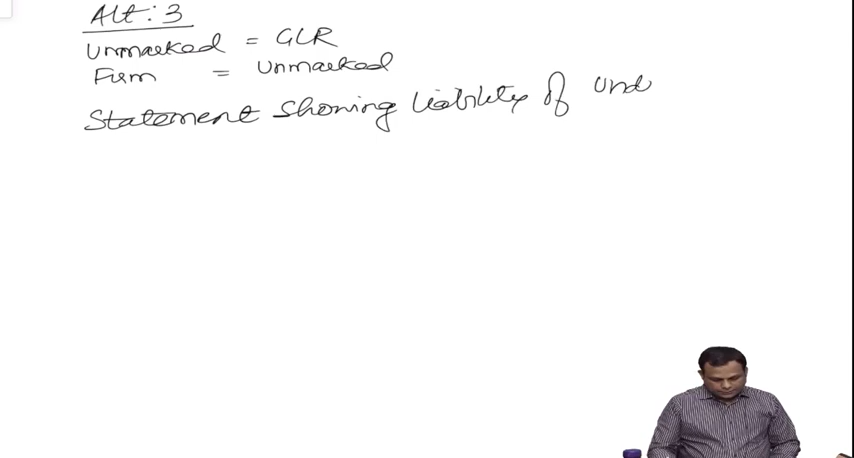 Alt: 3
Unmarked = GLR
Firm = Unmarked
Statement Showing liability of Und